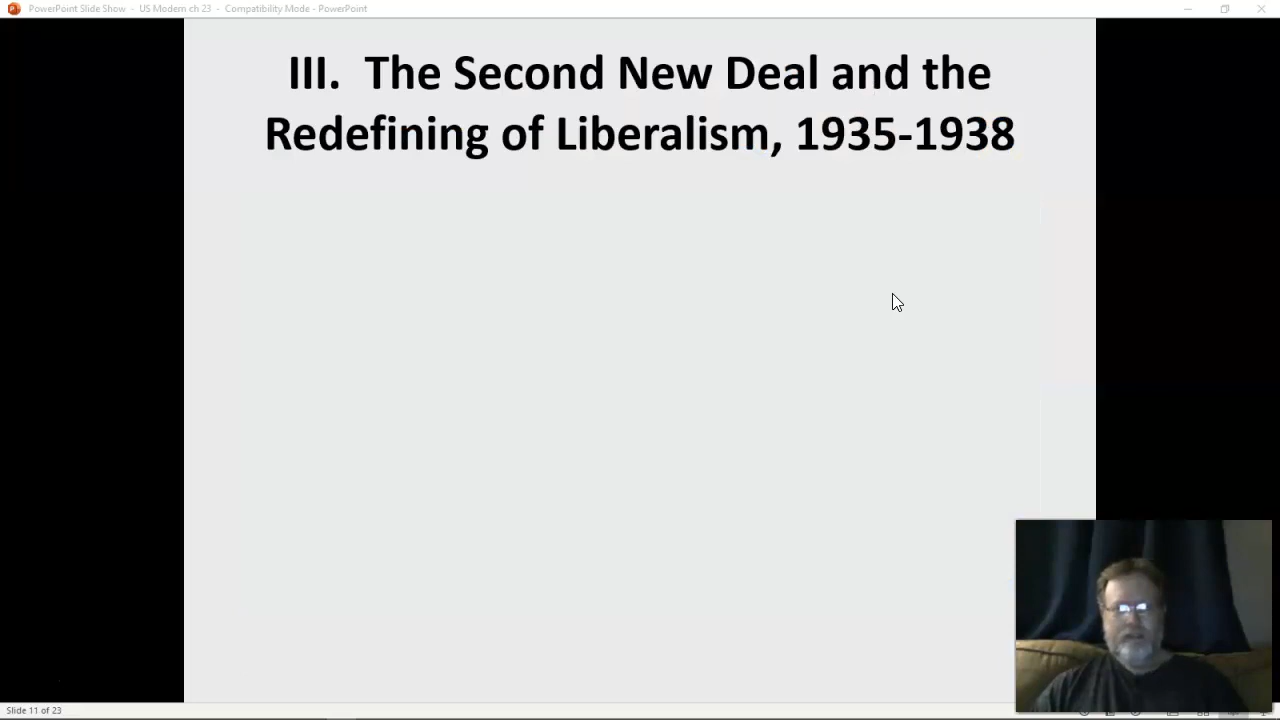 PowerPoint Slide Show - US Modern ch 23 - Compatibility Mode - PowerPoint
III. The Second New Deal and the
Redefining of Liberalism, 1935-1938
Slide 11 of 23